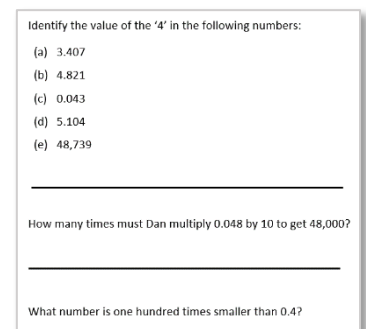 Identify the value of the ‘4’ in the following numbers:
(a) 3.407
(b) 4.821
(c) 0.043
(d) 5.104
(e) 48,739
How many times must Dan multiply 0.048 by 10 to get 48,000?
What number is one hundred times smaller than 0.4?